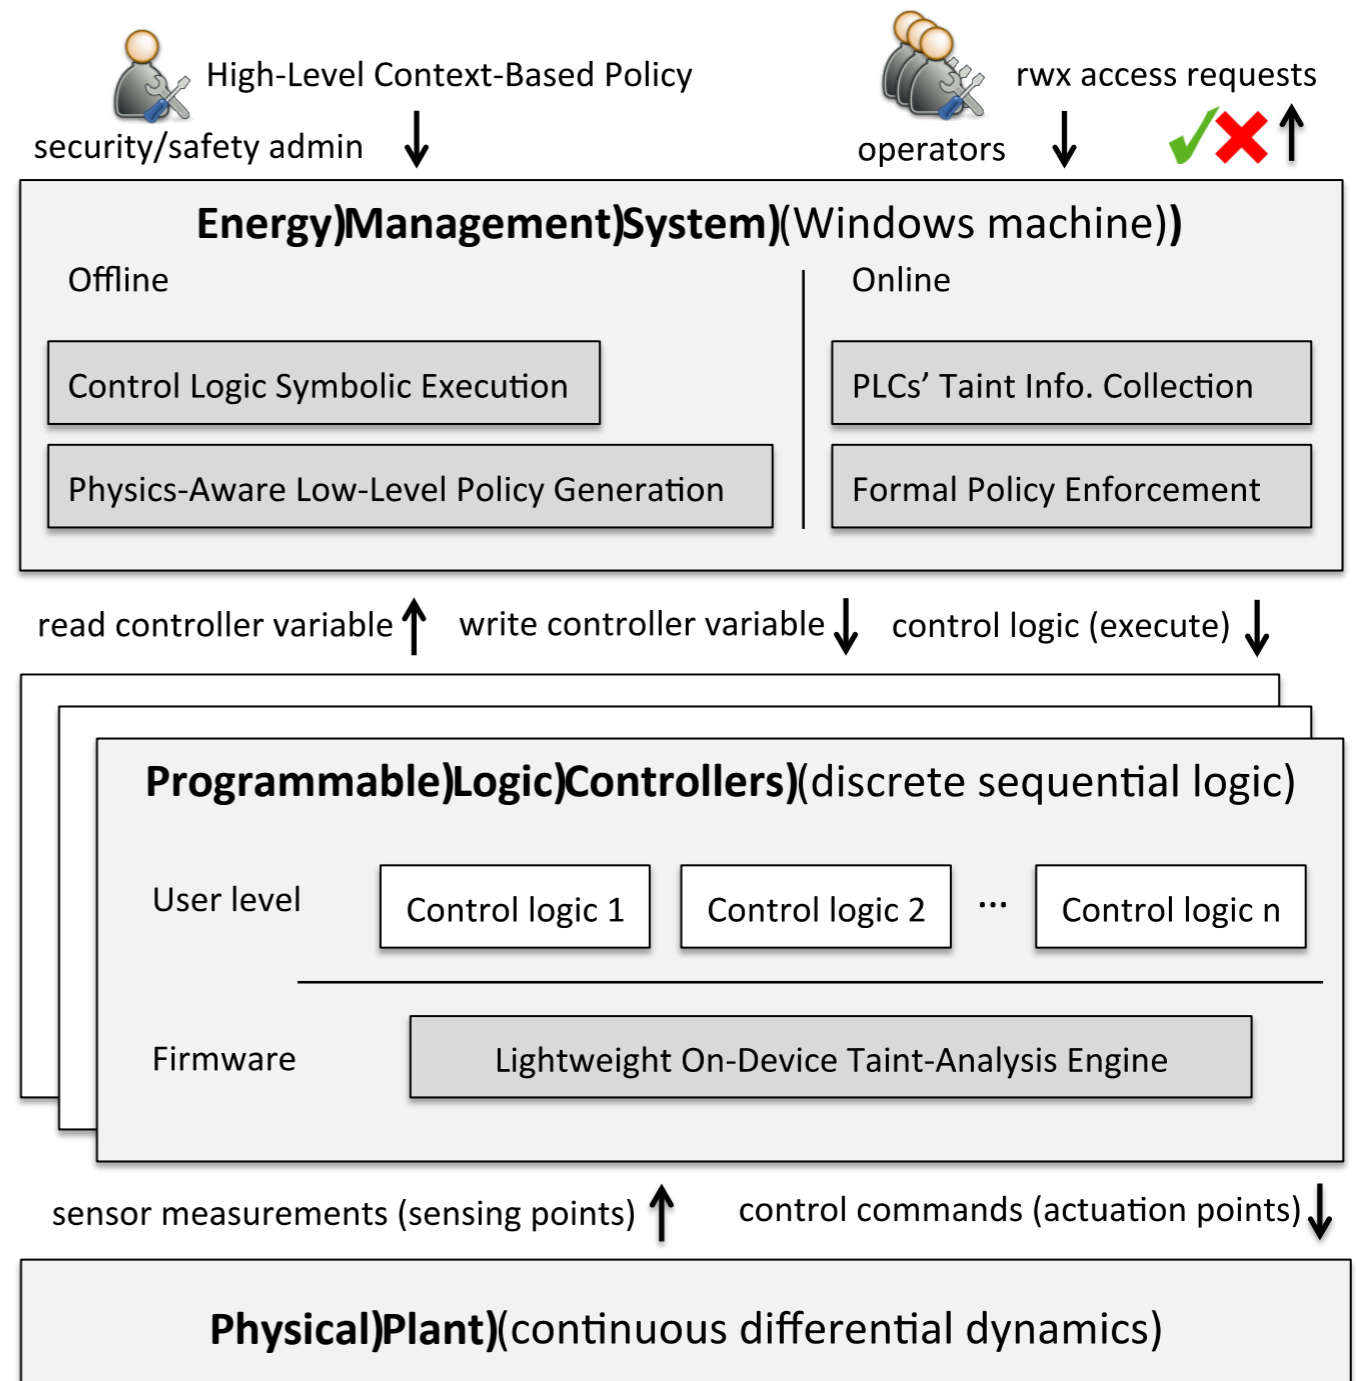 High-Level Context-Based Policy
rwx access requests
security/safety admin
operators
Energy)Management)System)(Windows machine))
Offline
Online
Control Logic Symbolic Execution
PLCs’ Taint Info. Collection
Physics-Aware Low-Level Policy Generation
Formal Policy Enforcement
read controller variable
write controller variable
control logic (execute)
Programmable)Logic)Controllers)(discrete sequential logic)
User level
Control logic 1
Control logic 2
...
Control logic n
Firmware
Lightweight On-Device Taint-Analysis Engine
sensor measurements (sensing points)
control commands (actuation points)
Physical)Plant)(continuous differential dynamics)